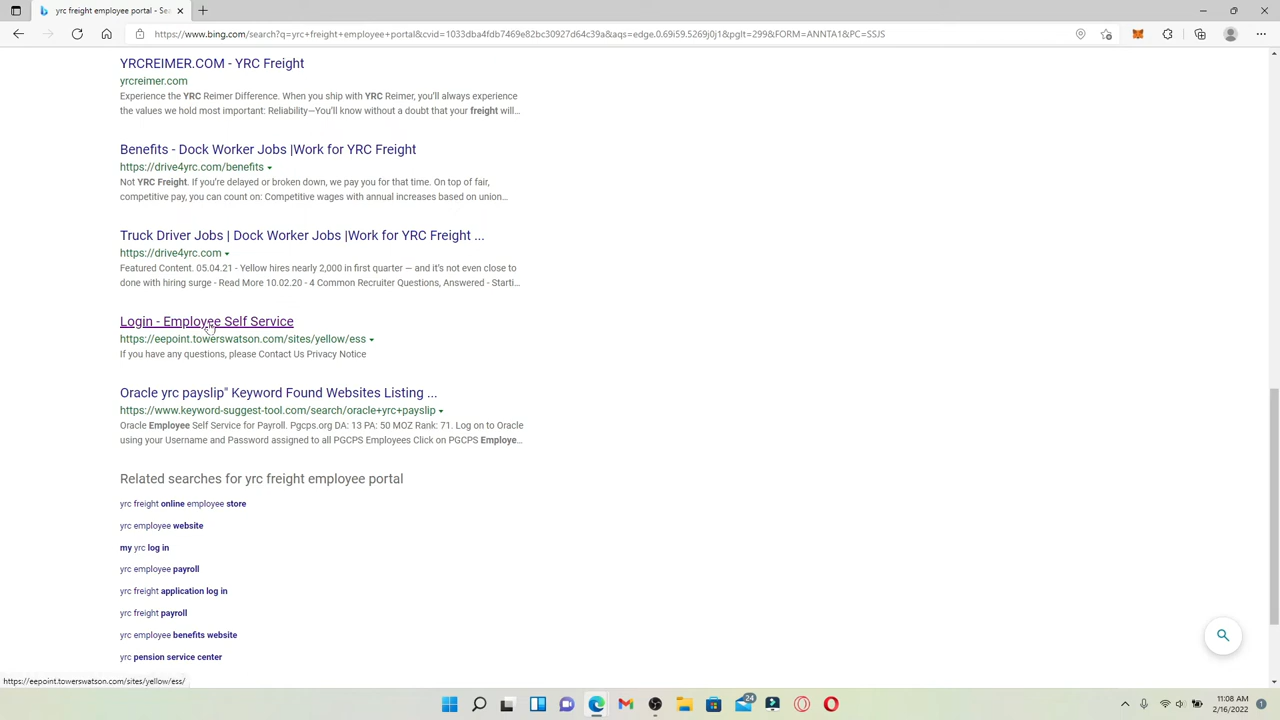 yrc freight employee portal - Sea
https://www.bing.com/search?q=yrc+freight+employee+portal&cvid=1033dba4fdb7469e82bc30927d64c39a&aqs=edge.0.69i59.5269j0j1&pglt=299&FORM=ANNTA1&PC=SSJS
YRCREIMER.COM - YRC Freight
yrcreimer.com
Experience the YRC Reimer Difference. When you ship with YRC Reimer, you'll always experience
the values we hold most important: Reliability—You'll know without a doubt that your freight will...
Benefits - Dock Worker Jobs |Work for YRC Freight
https://drive4yrc.com/benefits
Not YRC Freight. If you're delayed or broken down, we pay you for that time. On top of fair,
competitive pay, you can count on: Competitive wages with annual increases based on union...
Truck Driver Jobs | Dock Worker Jobs |Work for YRC Freight ...
https://drive4yrc.com
Featured Content. 05.04.21 - Yellow hires nearly 2,000 in first quarter — and it's not even close to
done with hiring surge - Read More 10.02.20 - 4 Common Recruiter Questions, Answered - Starti...
Login - Employee Self Service
https://eepoint.towerswatson.com/sites/yellow/ess
If you have any questions, please Contact Us Privacy Notice
Oracle yrc payslip" Keyword Found Websites Listing ...
https://www.keyword-suggest-tool.com/search/oracle+yrc+payslip
Oracle Employee Self Service for Payroll. Pgcps.org DA: 13 PA: 50 MOZ Rank: 71. Log on to Oracle
using your Username and Password assigned to all PGCPS Employees Click on PGCPS Employe...
Related searches for yrc freight employee portal
yrc freight online employee store
yrc employee website
my yrc log in
yrc employee payroll
yrc freight application log in
yrc freight payroll
yrc employee benefits website
yrc pension service center
https://eepoint.towerswatson.com/sites/yellow/ess/
24
11:08 AM
2/16/2022
1